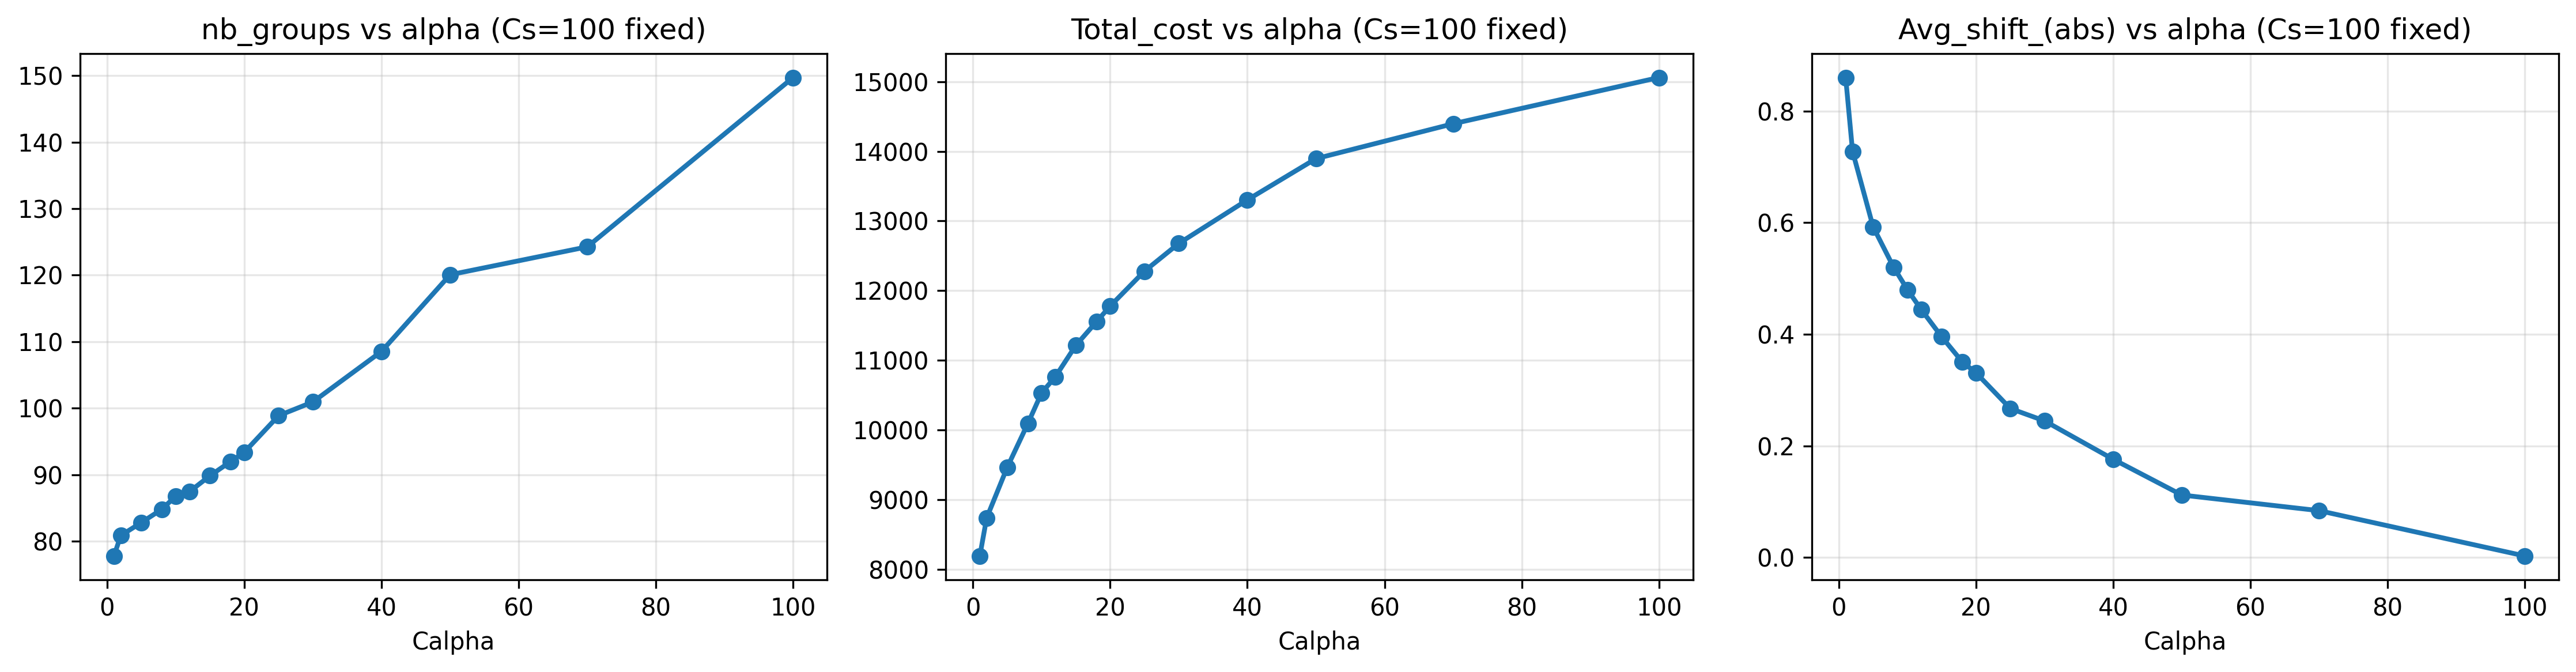 nb_groups vs alpha (Cs=100 fixed)
150
140
130
120
110
100
90
80
0 20 40 60 80 100
Calpha
Total_cost vs alpha (Cs=100 fixed)
15000
14000
13000
12000
11000
10000
9000
8000
0 20 40 60 80 100
Calpha
Avg_shift_(abs) vs alpha (Cs=100 fixed)
0.8
0.6
0.4
0.2
0.0
0 20 40 60 80 100
Calpha